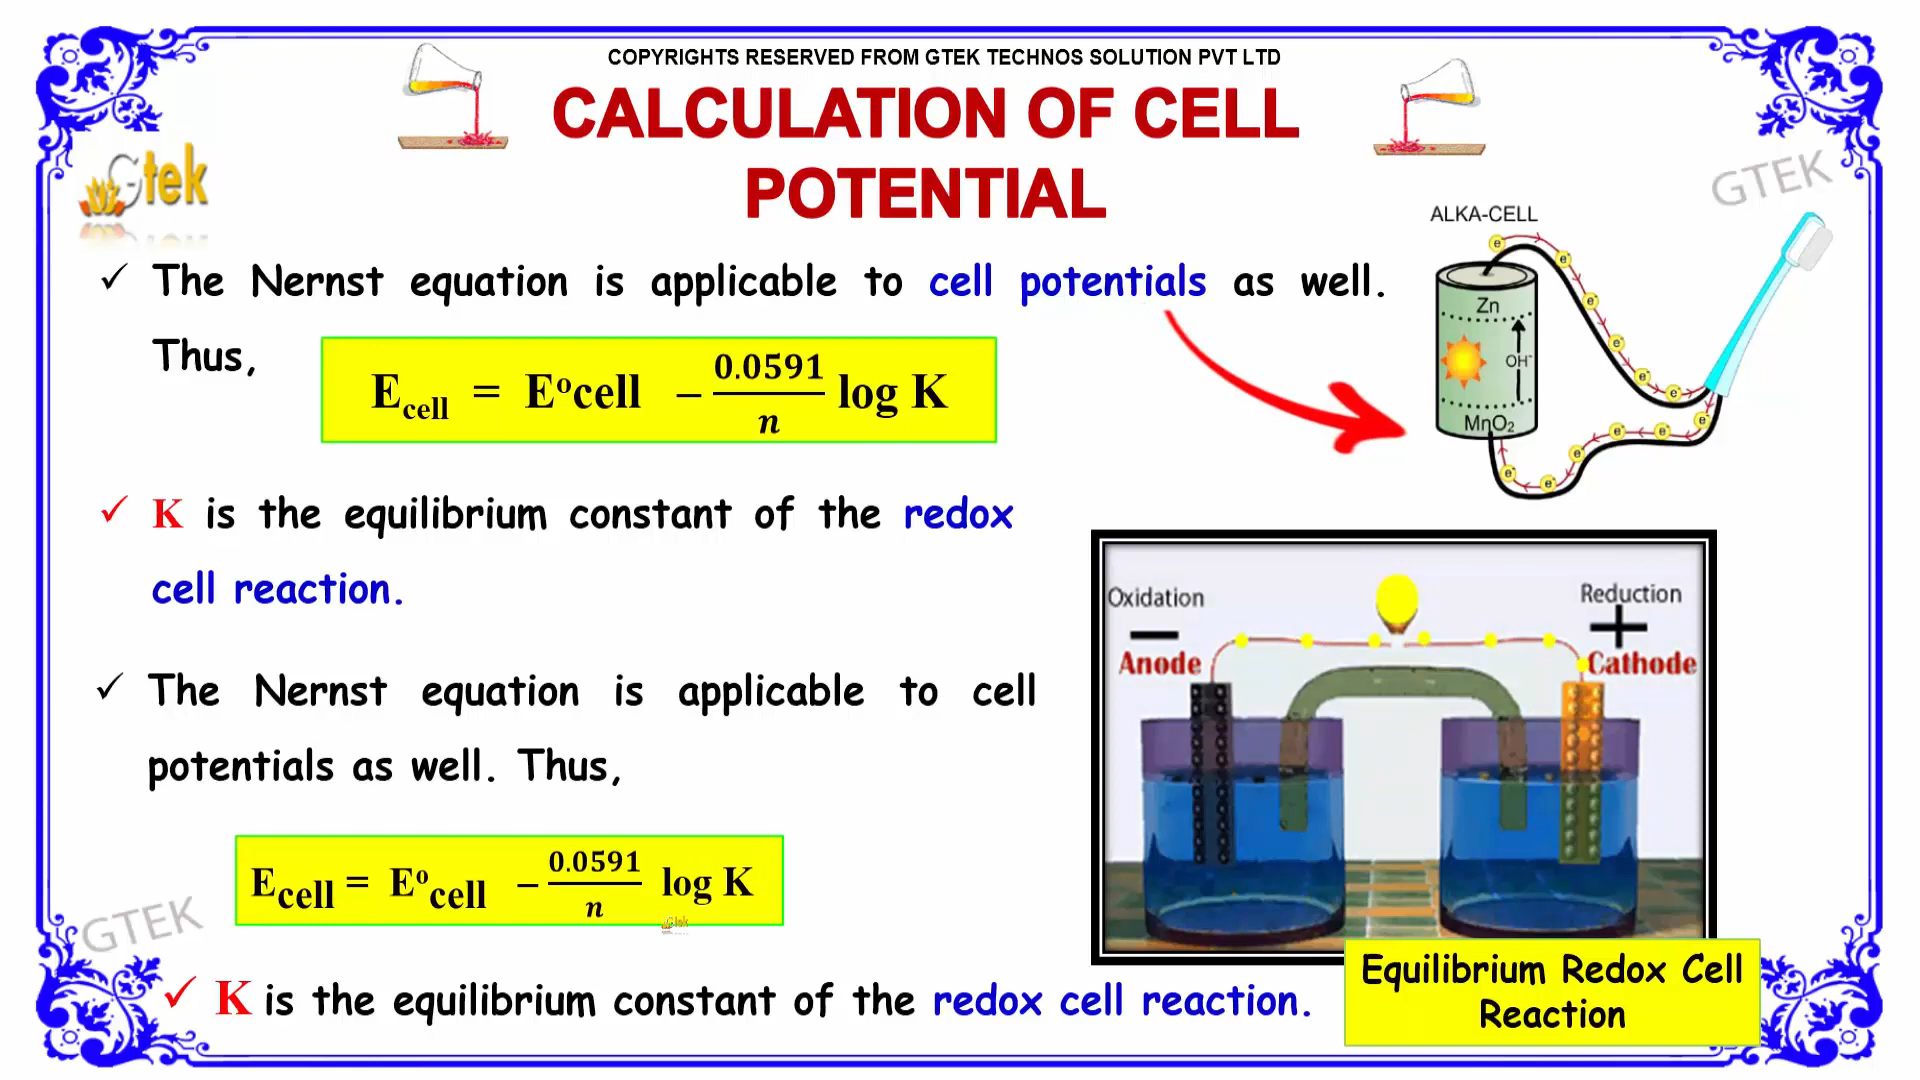 COPYRIGHTS RESERVED FROM GTEK TECHNOS SOLUTION PVT LTD
CALCULATION OF CELL
POTENTIAL
Gtek
GTEK
ALKA-CELL
✓ The Nernst equation is applicable to cell potentials as well.
Thus,
E_cell = E°cell – 0.0591/n log K
e⁻
e⁻
e⁻
e⁻
e⁻
e⁻
e⁻
e⁻
e⁻
e⁻
e⁻
e⁻
Zn
OH⁻
MnO₂
✓ K is the equilibrium constant of the redox
cell reaction.
✓ The Nernst equation is applicable to cell
potentials as well. Thus,
E_cell = E°_cell – 0.0591/n log K
Gtek
GTEK
✓ K is the equilibrium constant of the redox cell reaction.
Oxidation
Reduction
–
+
Anode
Cathode
Equilibrium Redox Cell
Reaction